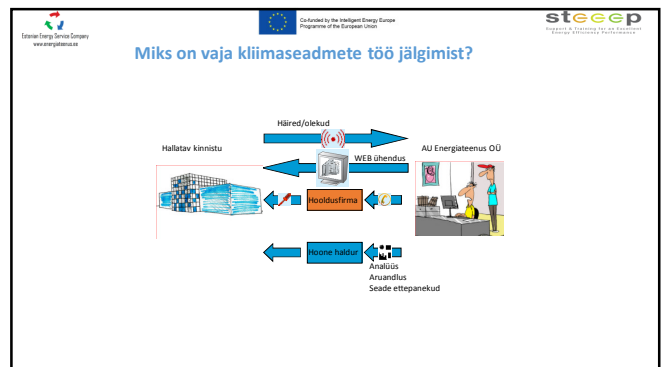 Estonian Energy Service Company
www.energiateenus.ee
Co-funded by the Intelligent Energy Europe
Programme of the European Union
steeep
Support & Training for an Excellent
Energy Efficiency Performance
Miks on vaja kliimaseadmete töö jälgimist?
Häired/olekud
Hallatav kinnistu
AU Energiateenus OÜ
WEB ühendus
Hooldusfirma
Hoone haldur
Analüüs
Aruandlus
Seade ettepanekud